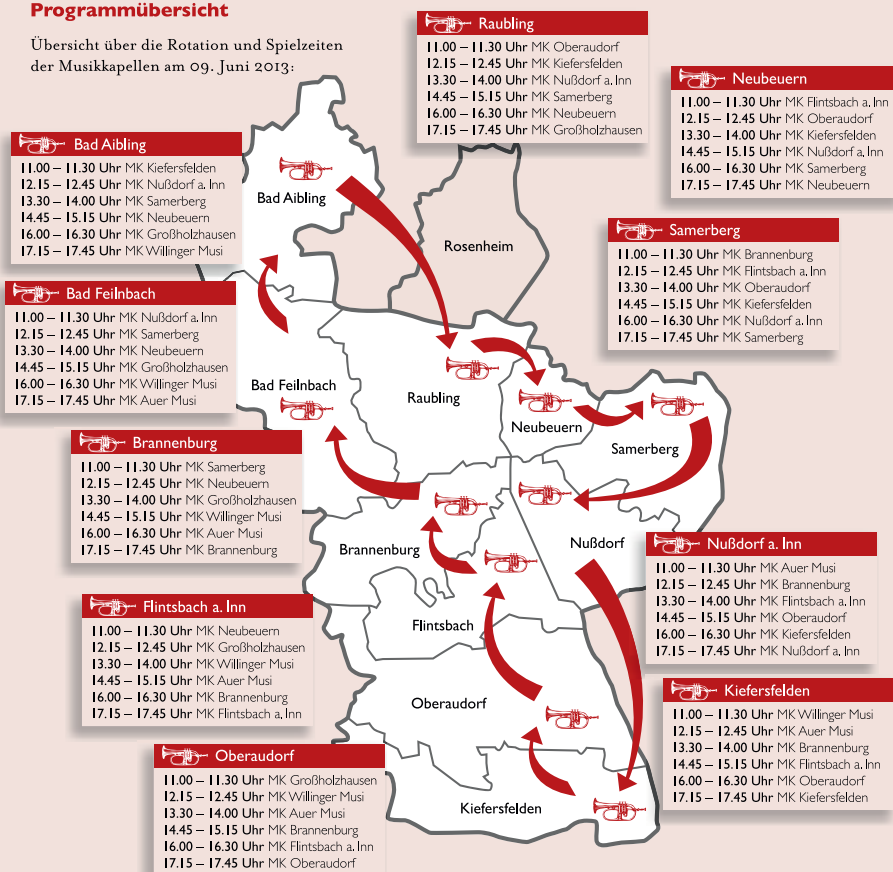 Programmübersicht
Übersicht über die Rotation und Spielzeiten
der Musikkapellen am 09. Juni 2013:
Raubling
11.00 – 11.30 Uhr MK Oberaudorf
12.15 – 12.45 Uhr MK Kiefersfelden
13.30 – 14.00 Uhr MK Nußdorf a. Inn
14.45 – 15.15 Uhr MK Samerberg
16.00 – 16.30 Uhr MK Neubeuern
17.15 – 17.45 Uhr MK Großholzhausen
Neubeuern
11.00 – 11.30 Uhr MK Flintsbach a. Inn
12.15 – 12.45 Uhr MK Oberaudorf
13.30 – 14.00 Uhr MK Kiefersfelden
14.45 – 15.15 Uhr MK Nußdorf a. Inn
16.00 – 16.30 Uhr MK Samerberg
17.15 – 17.45 Uhr MK Neubeuern
Bad Aibling
11.00 – 11.30 Uhr MK Kiefersfelden
12.15 – 12.45 Uhr MK Nußdorf a. Inn
13.30 – 14.00 Uhr MK Samerberg
14.45 – 15.15 Uhr MK Neubeuern
16.00 – 16.30 Uhr MK Großholzhausen
17.15 – 17.45 Uhr MK Willinger Musi
Bad Aibling
Rosenheim
Samerberg
11.00 – 11.30 Uhr MK Brannenburg
12.15 – 12.45 Uhr MK Flintsbach a. Inn
13.30 – 14.00 Uhr MK Oberaudorf
14.45 – 15.15 Uhr MK Kiefersfelden
16.00 – 16.30 Uhr MK Nußdorf a. Inn
17.15 – 17.45 Uhr MK Samerberg
Bad Feilnbach
11.00 – 11.30 Uhr MK Nußdorf a. Inn
12.15 – 12.45 Uhr MK Samerberg
13.30 – 14.00 Uhr MK Neubeuern
14.45 – 15.15 Uhr MK Großholzhausen
16.00 – 16.30 Uhr MK Willinger Musi
17.15 – 17.45 Uhr MK Auer Musi
Bad Feilnbach
Raubling
Neubeuern
Samerberg
Brannenburg
11.00 – 11.30 Uhr MK Samerberg
12.15 – 12.45 Uhr MK Neubeuern
13.30 – 14.00 Uhr MK Großholzhausen
14.45 – 15.15 Uhr MK Willinger Musi
16.00 – 16.30 Uhr MK Auer Musi
17.15 – 17.45 Uhr MK Brannenburg
Brannenburg
Nußdorf
Nußdorf a. Inn
11.00 – 11.30 Uhr MK Auer Musi
12.15 – 12.45 Uhr MK Brannenburg
13.30 – 14.00 Uhr MK Flintsbach a. Inn
14.45 – 15.15 Uhr MK Oberaudorf
16.00 – 16.30 Uhr MK Kiefersfelden
17.15 – 17.45 Uhr MK Nußdorf a. Inn
Flintsbach a. Inn
11.00 – 11.30 Uhr MK Neubeuern
12.15 – 12.45 Uhr MK Großholzhausen
13.30 – 14.00 Uhr MK Willinger Musi
14.45 – 15.15 Uhr MK Auer Musi
16.00 – 16.30 Uhr MK Brannenburg
17.15 – 17.45 Uhr MK Flintsbach a. Inn
Flintsbach
Oberaudorf
Kiefersfelden
11.00 – 11.30 Uhr MK Willinger Musi
12.15 – 12.45 Uhr MK Auer Musi
13.30 – 14.00 Uhr MK Brannenburg
14.45 – 15.15 Uhr MK Flintsbach a. Inn
16.00 – 16.30 Uhr MK Oberaudorf
17.15 – 17.45 Uhr MK Kiefersfelden
Oberaudorf
11.00 – 11.30 Uhr MK Großholzhausen
12.15 – 12.45 Uhr MK Willinger Musi
13.30 – 14.00 Uhr MK Auer Musi
14.45 – 15.15 Uhr MK Brannenburg
16.00 – 16.30 Uhr MK Flintsbach a. Inn
17.15 – 17.45 Uhr MK Oberaudorf
Kiefersfelden